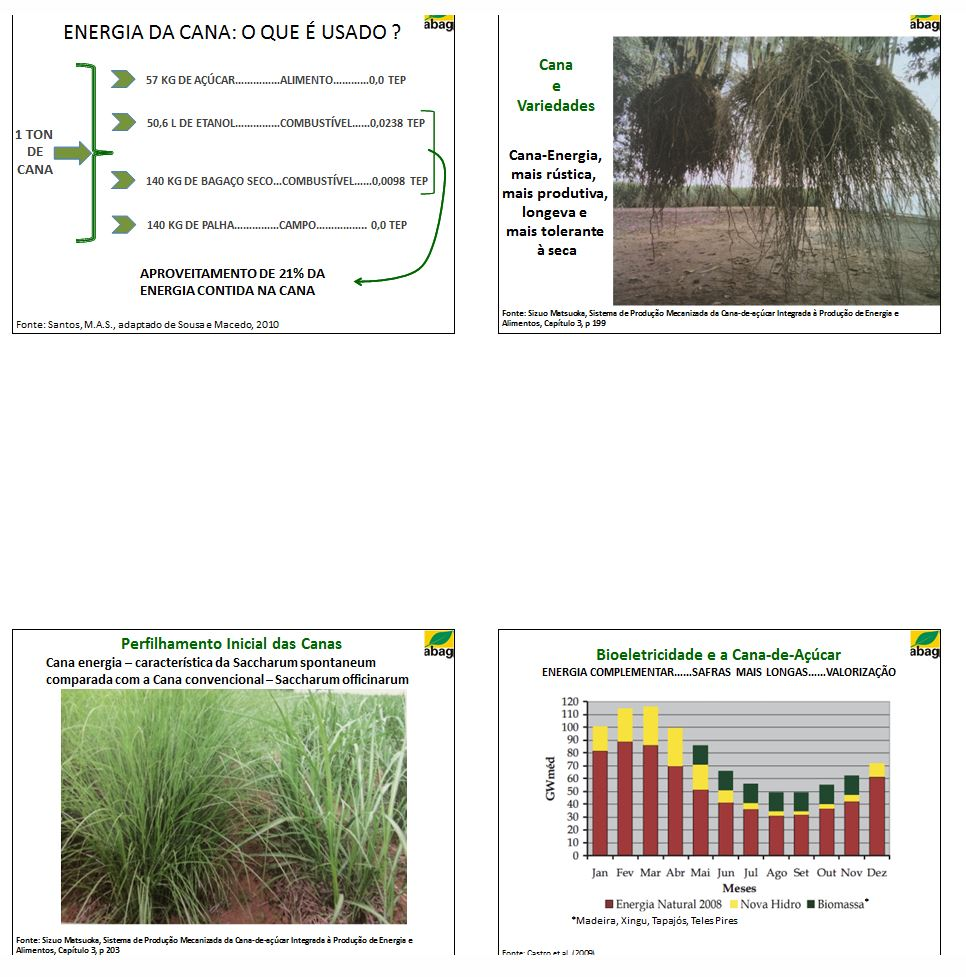 abag
ENERGIA DA CANA: O QUE É USADO ?
57 KG DE AÇÚCAR...............ALIMENTO............0,0 TEP
50,6 L DE ETANOL...............COMBUSTÍVEL......0,0238 TEP
1 TON
DE
CANA
140 KG DE BAGAÇO SECO...COMBUSTÍVEL......0,0098 TEP
140 KG DE PALHA...............CAMPO................. 0,0 TEP
APROVEITAMENTO DE 21% DA
ENERGIA CONTIDA NA CANA
Fonte: Santos, M.A.S., adaptado de Sousa e Macedo, 2010
abag
Cana
e
Variedades
Cana-Energia,
mais rústica,
mais produtiva,
longeva e
mais tolerante
à seca
Fonte: Sizuo Matsuoka, Sistema de Produção Mecanizada da Cana-de-açúcar Integrada à Produção de Energia e
Alimentos, Capítulo 3, p 199
abag
Perfilhamento Inicial das Canas
Cana energia – característica da Saccharum spontaneum
comparada com a Cana convencional – Saccharum officinarum
Fonte: Sizuo Matsuoka, Sistema de Produção Mecanizada da Cana-de-açúcar Integrada à Produção de Energia e
Alimentos, Capítulo 3, p 203
abag
Bioeletricidade e a Cana-de-Açúcar
ENERGIA COMPLEMENTAR......SAFRAS MAIS LONGAS......VALORIZAÇÃO
GWméd
120
110
100
90
80
70
60
50
40
30
20
10
0
Jan Fev Mar Abr Mai Jun Jul Ago Set Out Nov Dez
Meses
Energia Natural 2008 Nova Hidro Biomassa*
*Madeira, Xingu, Tapajós, Teles Pires
Fonte: Castro et al. (2009)